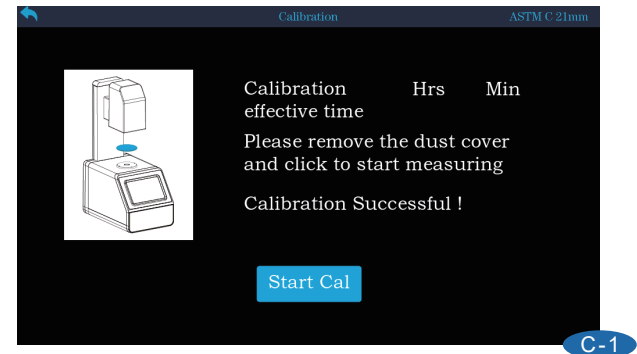 Calibration ASTM C 21mm
Calibration Hrs Min
effective time
Please remove the dust cover
and click to start measuring
Calibration Successful !
Start Cal
C-1